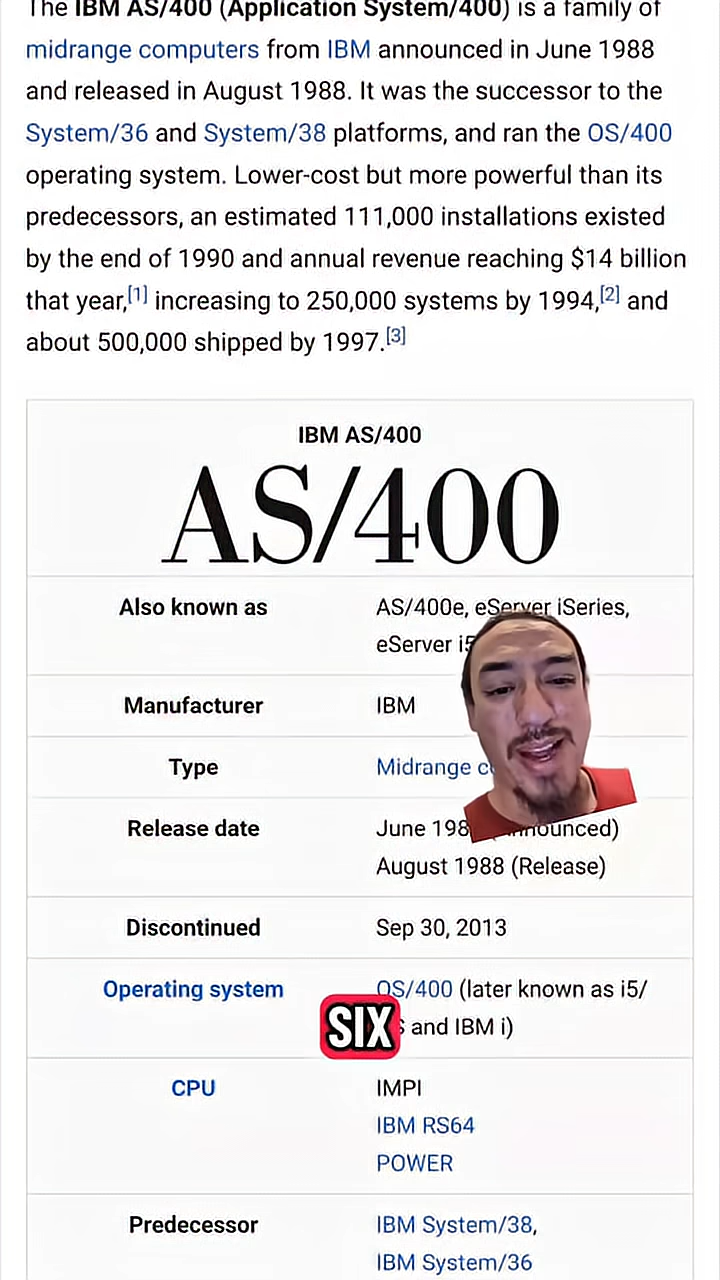 The IBM AS/400 (Application System/400) is a family of
midrange computers from IBM announced in June 1988
and released in August 1988. It was the successor to the
System/36 and System/38 platforms, and ran the OS/400
operating system. Lower-cost but more powerful than its
predecessors, an estimated 111,000 installations existed
by the end of 1990 and annual revenue reaching $14 billion
that year,[1] increasing to 250,000 systems by 1994,[2] and
about 500,000 shipped by 1997.[3]
IBM AS/400
AS/400
Also known as
AS/400e, eServer iSeries,
eServer
Manufacturer
IBM
Type
Midrange
Release date
June
August 1988 (Release)
Discontinued
Sep 30, 2013
Operating system
OS/400 (later known as i5/
and IBM i)
SIX
CPU
IMPI
IBM RS64
POWER
Predecessor
IBM System/38,
IBM System/36